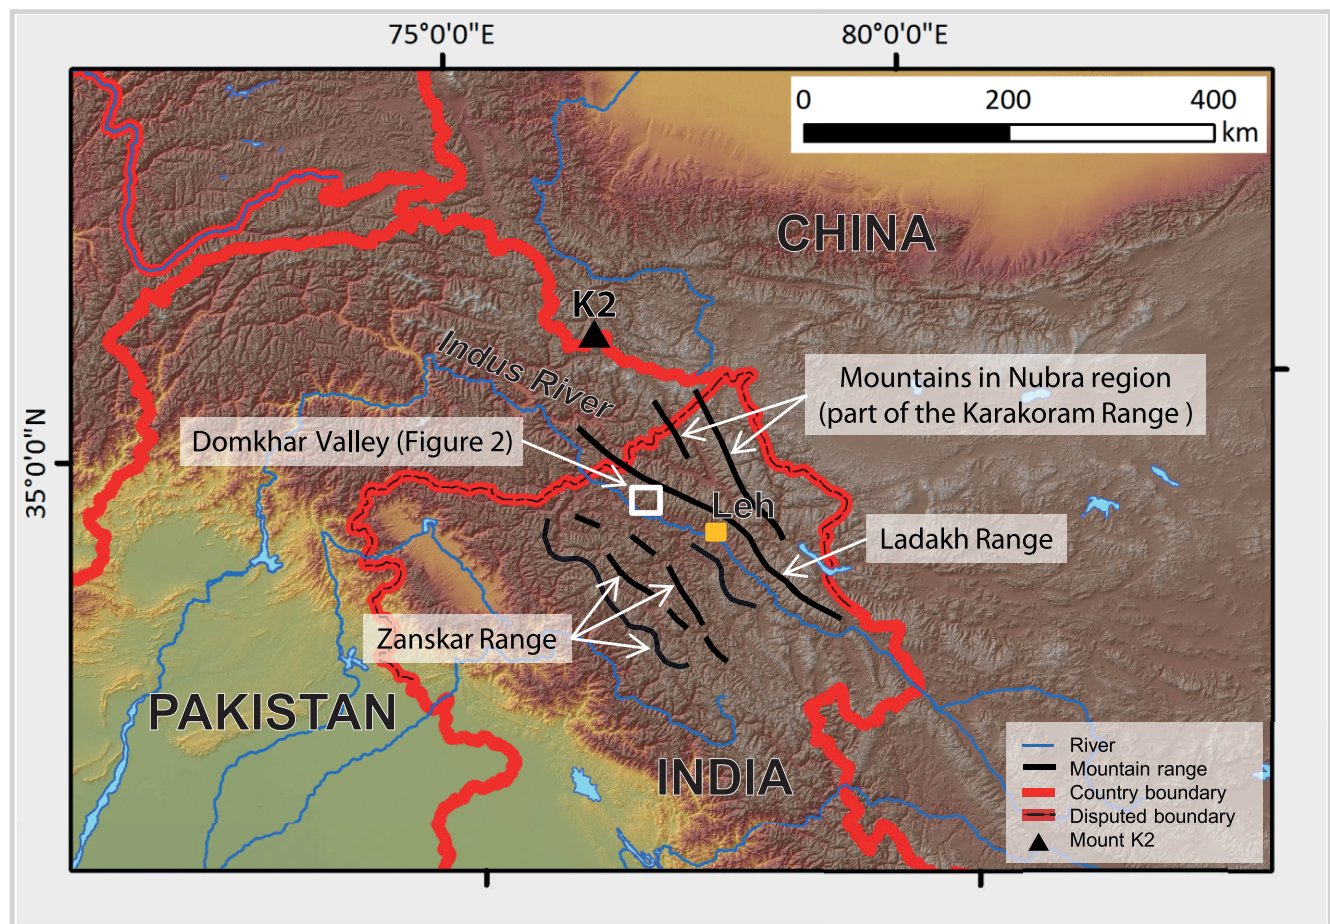 75°0'0"E
80°0'0"E
0 200 400
km
CHINA
K2
Indus River
Mountains in Nubra region
(part of the Karakoram Range )
Domkhar Valley (Figure 2)
35°0'0"N
Leh
Ladakh Range
Zanskar Range
PAKISTAN
INDIA
River
Mountain range
Country boundary
Disputed boundary
Mount K2